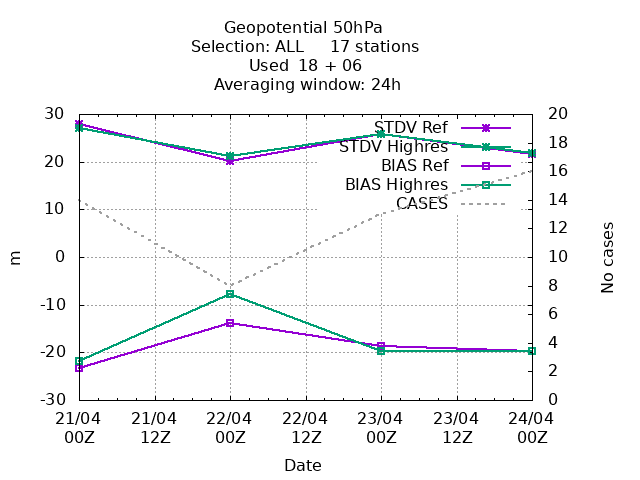 Geopotential 50hPa
Selection: ALL     17 stations
Used  18 + 06
Averaging window: 24h
30
20
10
0
-10
-20
-30
m
20
18
16
14
12
10
8
6
4
2
0
No cases
STDV Ref
STDV Highres
BIAS Ref
BIAS Highres
CASES
21/04 21/04 22/04 22/04 23/04 23/04 24/04
00Z 12Z 00Z 12Z 00Z 12Z 00Z
Date